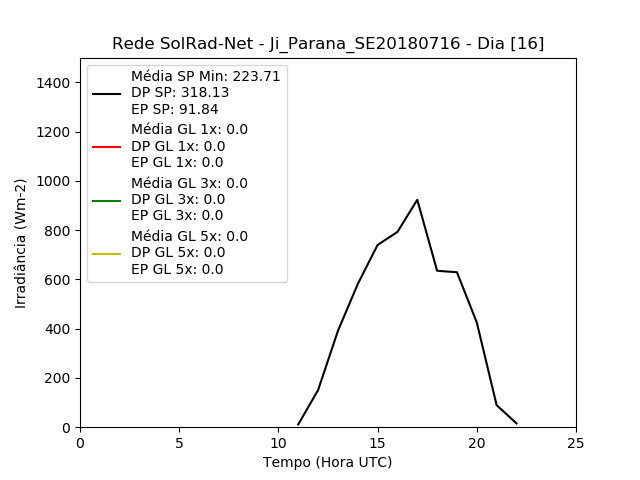 Rede SolRad-Net - Ji_Parana_SE20180716 - Dia [16]
Média SP Min: 223.71
DP SP: 318.13
EP SP: 91.84
Média GL 1x: 0.0
DP GL 1x: 0.0
EP GL 1x: 0.0
Média GL 3x: 0.0
DP GL 3x: 0.0
EP GL 3x: 0.0
Média GL 5x: 0.0
DP GL 5x: 0.0
EP GL 5x: 0.0
Irradiância (Wm-2)
1400
1200
1000
800
600
400
200
0
0 5 10 15 20 25
Tempo (Hora UTC)